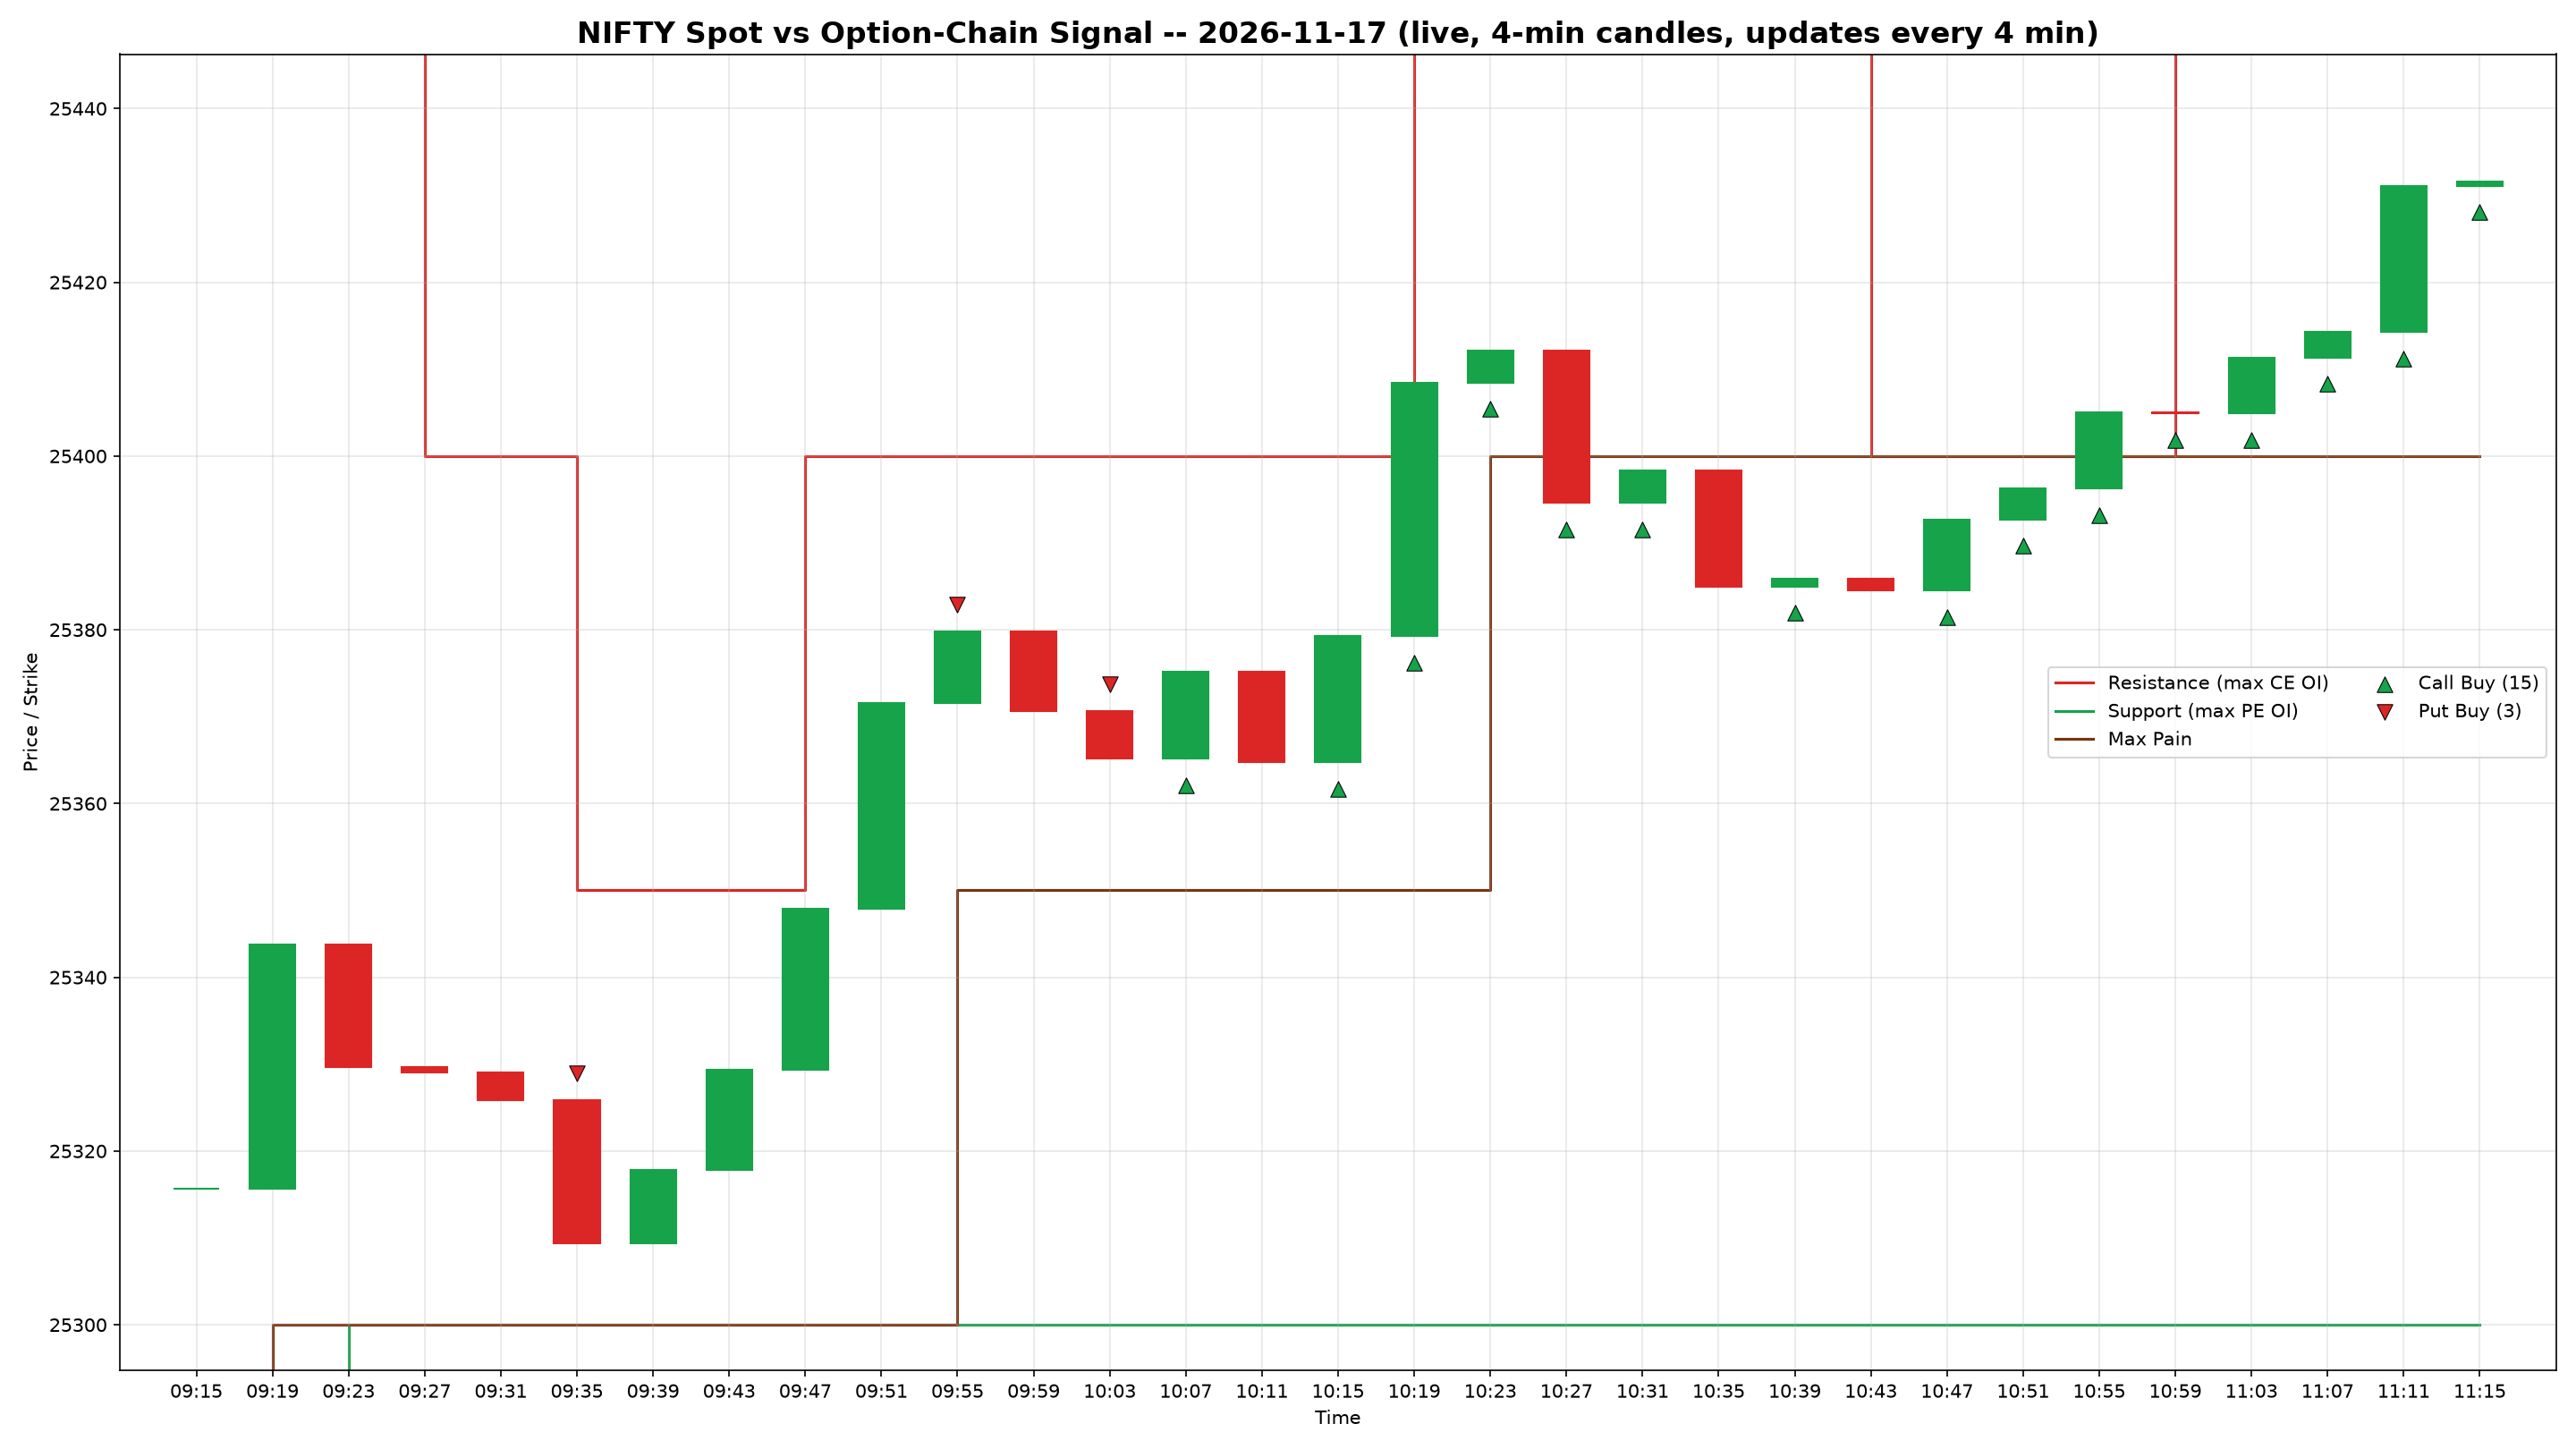 NIFTY Spot vs Option-Chain Signal -- 2026-11-17 (live, 4-min candles, updates every 4 min)
Price / Strike
25440
25420
25400
25380
25360
25340
25320
25300
Resistance (max CE OI)
Support (max PE OI)
Max Pain
Call Buy (15)
Put Buy (3)
09:15 09:19 09:23 09:27 09:31 09:35 09:39 09:43 09:47 09:51 09:55 09:59 10:03 10:07 10:11 10:15 10:19 10:23 10:27 10:31 10:35 10:39 10:43 10:47 10:51 10:55 10:59 11:03 11:07 11:11 11:15
Time